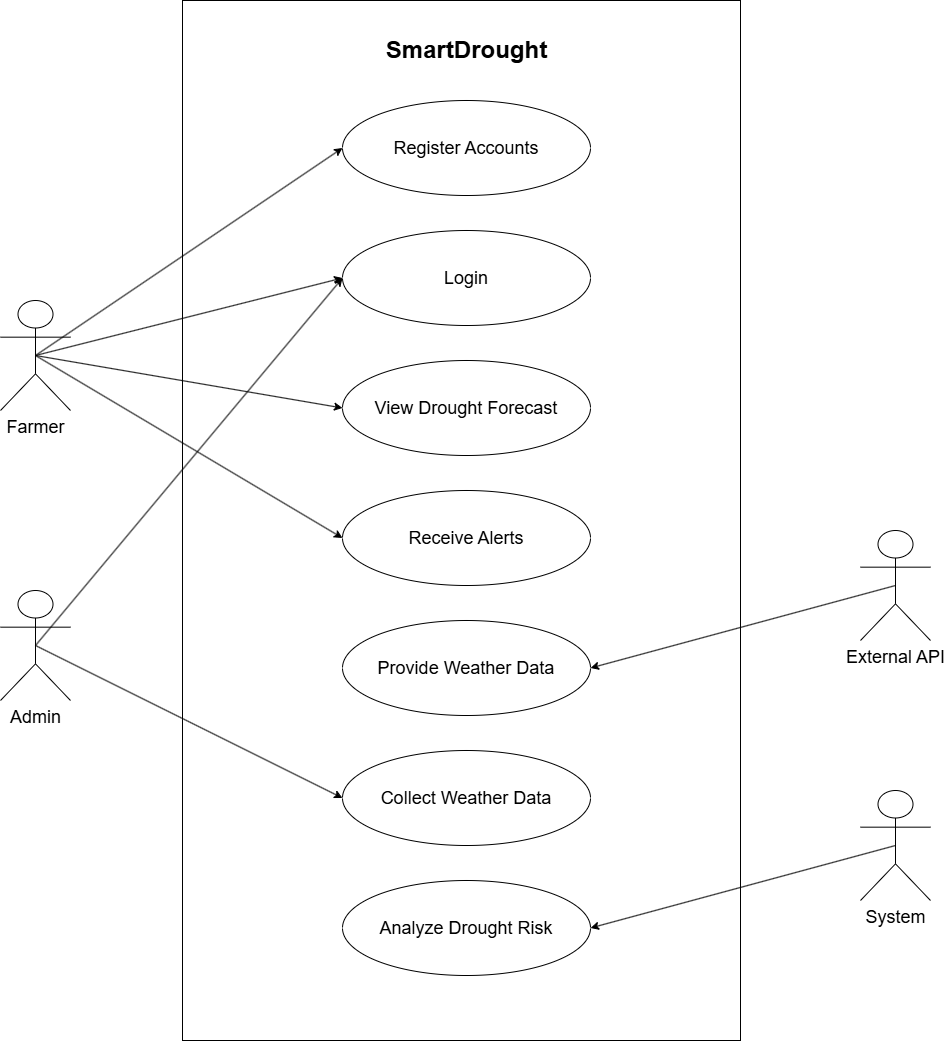 SmartDrought
Register Accounts
Login
View Drought Forecast
Farmer
Receive Alerts
External API
Provide Weather Data
Admin
Collect Weather Data
System
Analyze Drought Risk